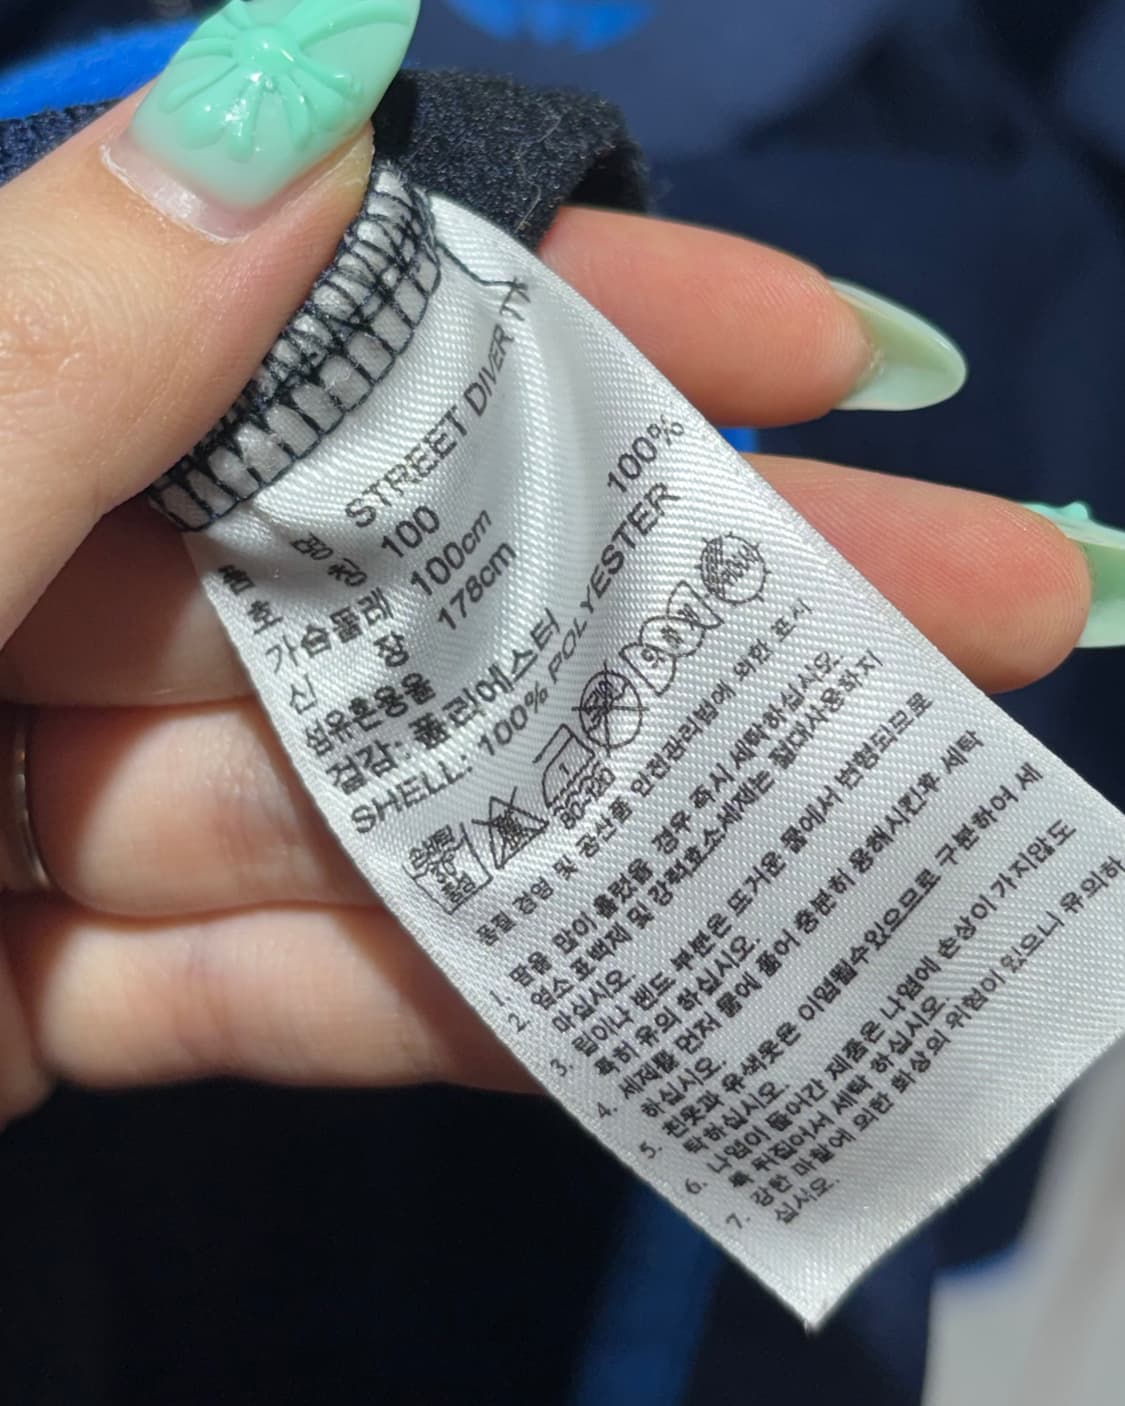 STREET DIVER TX
품 명
호 칭 100
가슴둘레 100cm
신 장 178cm
섬유혼용율
겉감: 폴리에스터 100%
SHELL: 100% POLYESTER
손세탁
30℃
중성
80-120
품질 경영 및 공산품 안전관리법에 의한 표시
1. 땀을 많이 흘렸을 경우 즉시 세탁하십시오.
2. 염소 표백제 및 강력효소세제는 절대사용하지
마십시오.
3. 립이나 밴드 부분은 뜨거운 물에서 변형되므로
특히 유의 하십시오.
4. 세제를 먼저 물에 풀어 충분히 용해시킨후 세탁
하십시오.
5. 흰옷과 유색옷은 이염될수있으므로 구분하여 세
탁하십시오.
6. 나염이 들어간 제품은 나염에 손상이 가지않도
록 뒤집어서 세탁 하십시오.
7. 강한 마찰에 의한 화상의 위험이 있으니 유의하
십시오.